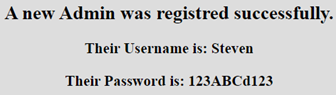 A new Admin was registred successfully.
Their Username is: Steven
Their Password is: 123ABCd123